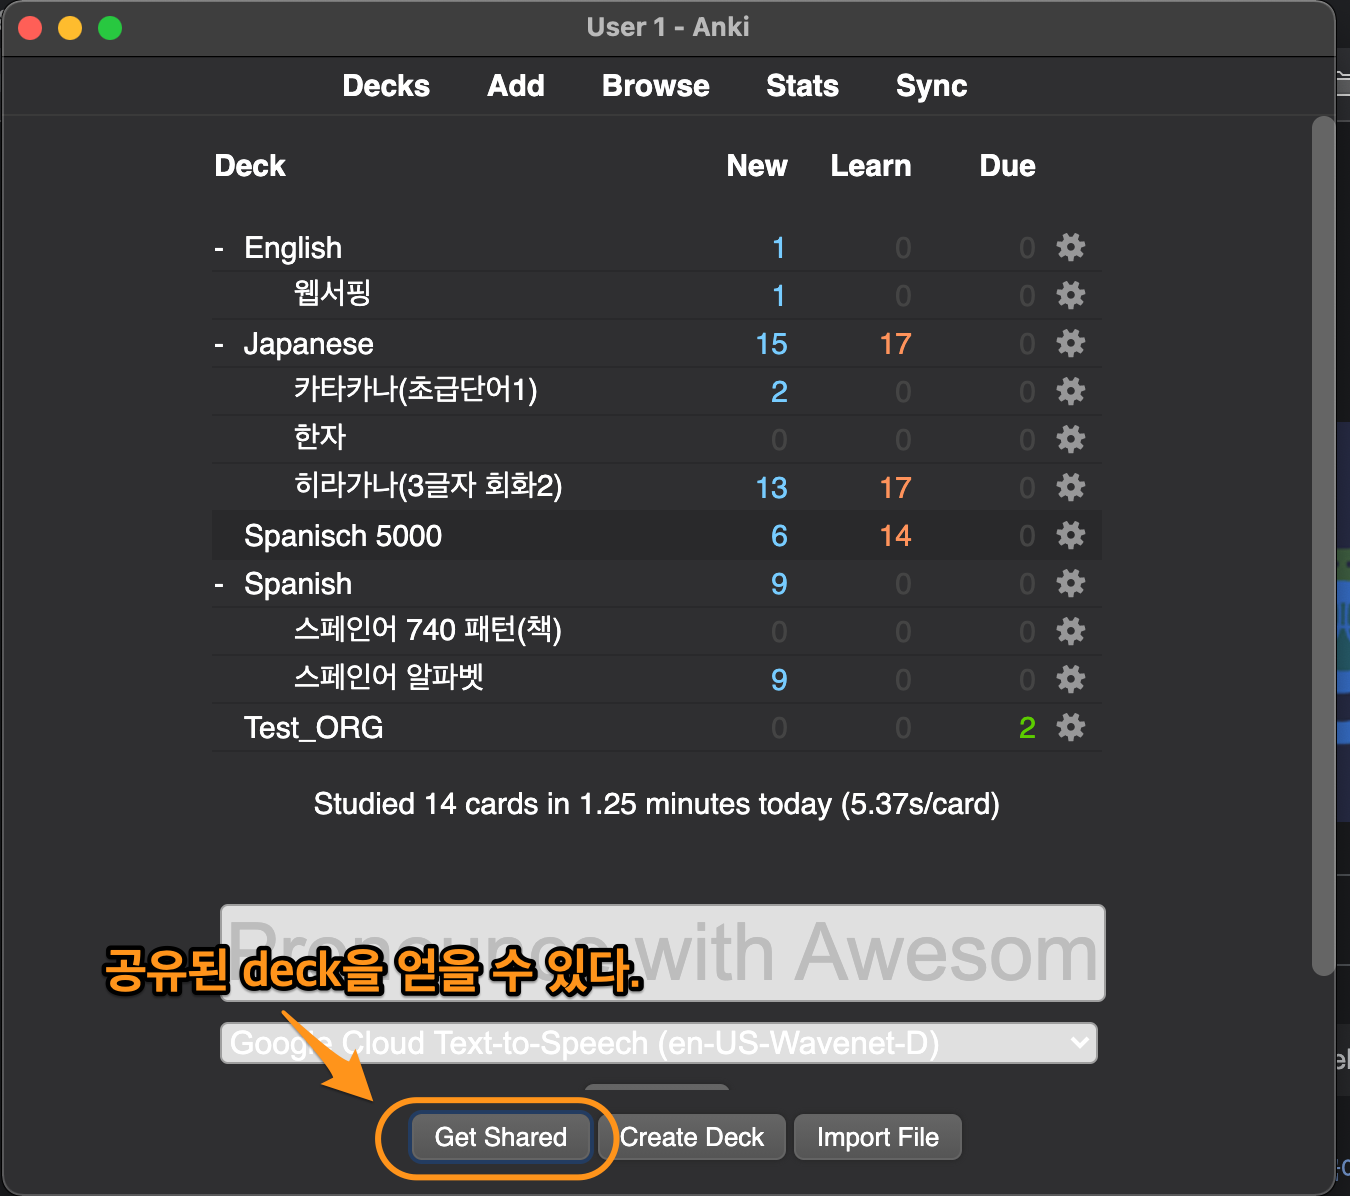 User 1 - Anki
Decks Add Browse Stats Sync
Deck New Learn Due
- English 1 0 0
웹서핑 1 0 0
- Japanese 15 17 0
카타카나(초급단어1) 2 0 0
한자 0 0 0
히라가나(3글자 회화2) 13 17 0
Spanisch 5000 6 14 0
- Spanish 9 0 0
스페인어 740 패턴(책) 0 0 0
스페인어 알파벳 9 0 0
Test_ORG 0 0 2
Studied 14 cards in 1.25 minutes today (5.37s/card)
Pronounce with Awesom
공유된 deck을 얻을 수 있다.
Google Cloud Text-to-Speech (en-US-Wavenet-D)
Get Shared Create Deck Import File